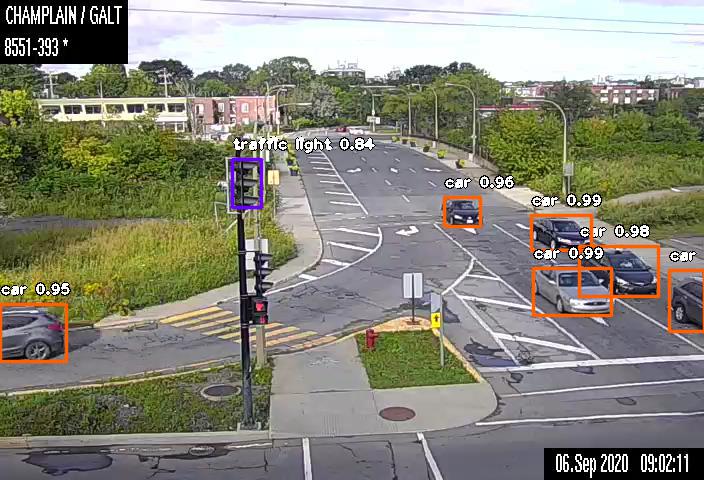 CHAMPLAIN / GALT
8551-393 *
traffic light 0.84
car 0.96
car 0.99
car 0.98
car 0.99
car
car 0.95
06.Sep 2020 09:02:11